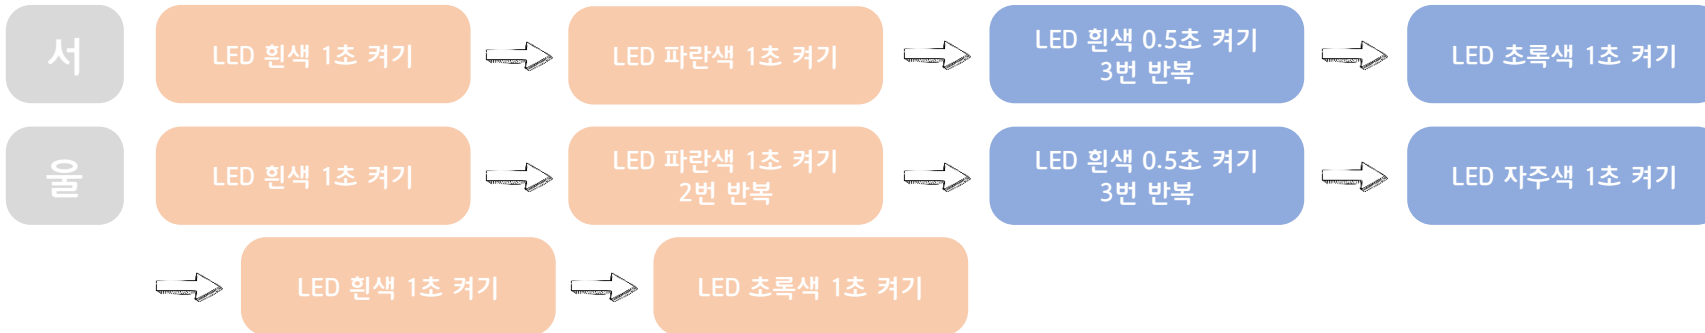 서
LED 흰색 1초 켜기
LED 파란색 1초 켜기
LED 흰색 0.5초 켜기
3번 반복
LED 초록색 1초 켜기
울
LED 흰색 1초 켜기
LED 파란색 1초 켜기
2번 반복
LED 흰색 0.5초 켜기
3번 반복
LED 자주색 1초 켜기
LED 흰색 1초 켜기
LED 초록색 1초 켜기